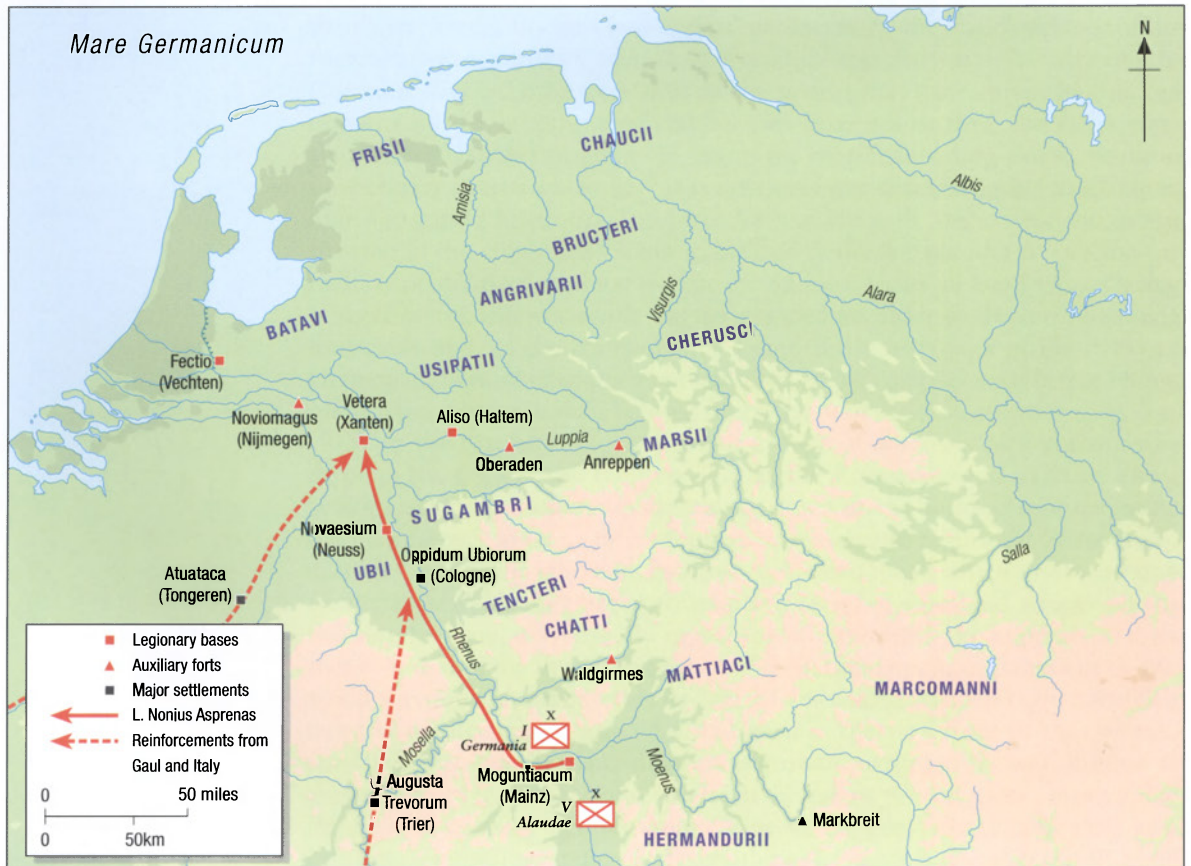 Mare Germanicum
N
FRISII
CHAUCII
Amisia
Albis
BRUCTERI
ANGRIVARII
Visurgis
Alara
BATAVI
CHERUSCI
Fectio
(Vechten)
USIPATII
Noviomagus
(Nijmegen)
Vetera
(Xanten)
Aliso (Haltem)
Luppia
MARSII
Oberaden
Anreppen
SUGAMBRI
Novaesium
(Neuss)
Oppidum Ubiorum
(Cologne)
UBII
Atuataca
(Tongeren)
TENCTERI
CHATTI
Salla
Rhenus
Waldgirmes
MATTIACI
MARCOMANNI
Legionary bases
Auxiliary forts
Major settlements
L. Nonius Asprenas
Reinforcements from
Gaul and Italy
0 50 miles
0 50km
Mosella
X
I
Germania
Moguntiacum
(Mainz)
Moenus
Augusta
Trevorum
(Trier)
X
V
Alaudae
Markbreit
HERMANDURII